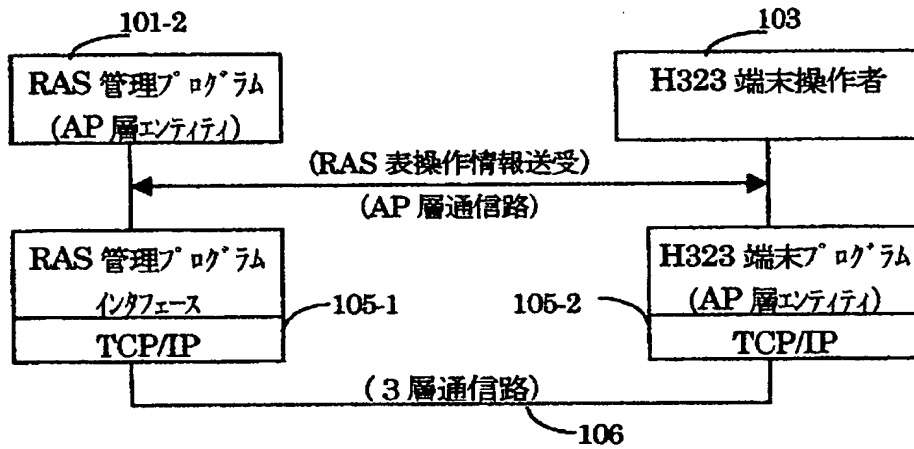 101-2
103
RAS 管理プログラム
(AP 層エンティティ)
H323 端末操作者
(RAS 表操作情報送受)
(AP 層通信路)
RAS 管理プログラム
インタフェース
TCP/IP
105-1
105-2
H323 端末プログラム
(AP 層エンティティ)
TCP/IP
(3層通信路)
106